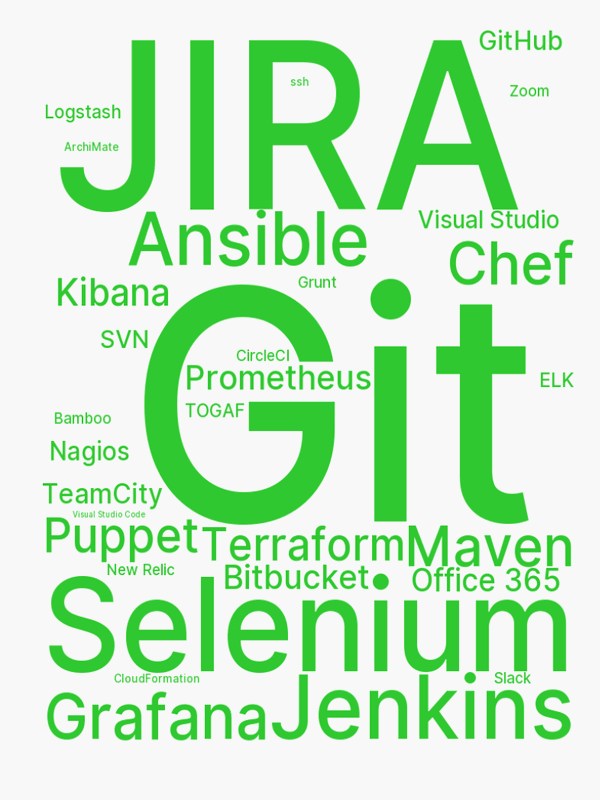 GitHub
JIRA
ssh
Zoom
Logstash
ArchiMate
Ansible
Visual Studio
Chef
Kibana
Grunt
Git
SVN
CircleCI
Prometheus
ELK
TOGAF
Bamboo
Nagios
TeamCity
Visual Studio Code
Puppet
Terraform
Maven
New Relic
Bitbucket
Office 365
Selenium
CloudFormation
Slack
Grafana
Jenkins